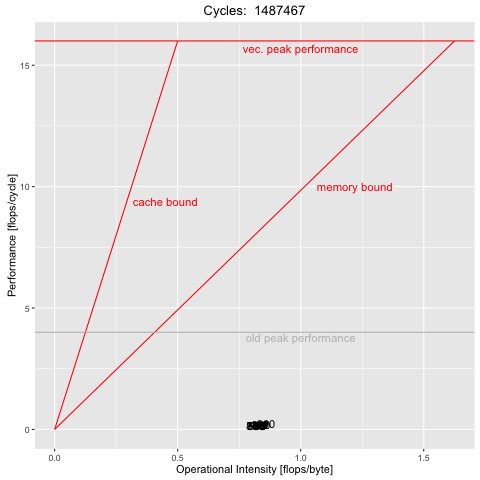 Cycles: 1487467
vec. peak performance
cache bound
memory bound
old peak performance
15
10
5
0
0.0
0.5
1.0
1.5
Performance [flops/cycle]
Operational Intensity [flops/byte]